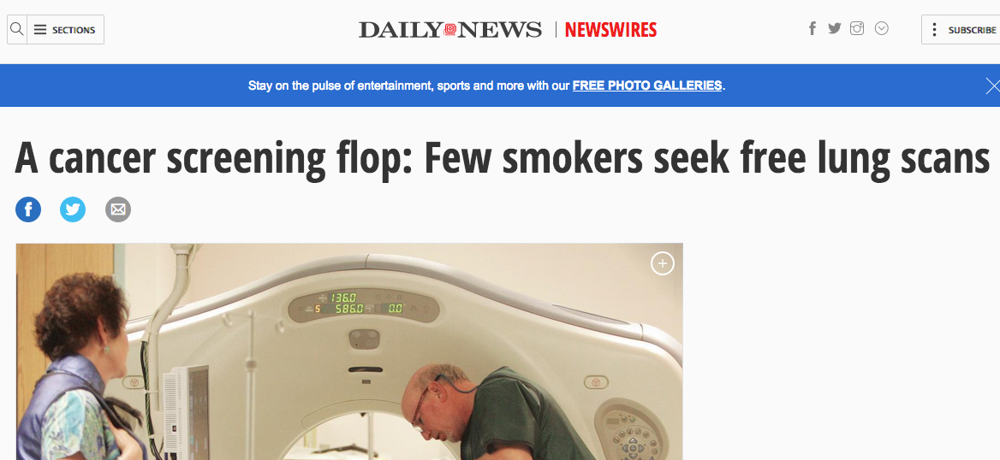 SECTIONS
DAILY NEWS | NEWSWIRES
SUBSCRIBE
Stay on the pulse of entertainment, sports and more with our FREE PHOTO GALLERIES.
A cancer screening flop: Few smokers seek free lung scans
136.0
S 586.0 0.0